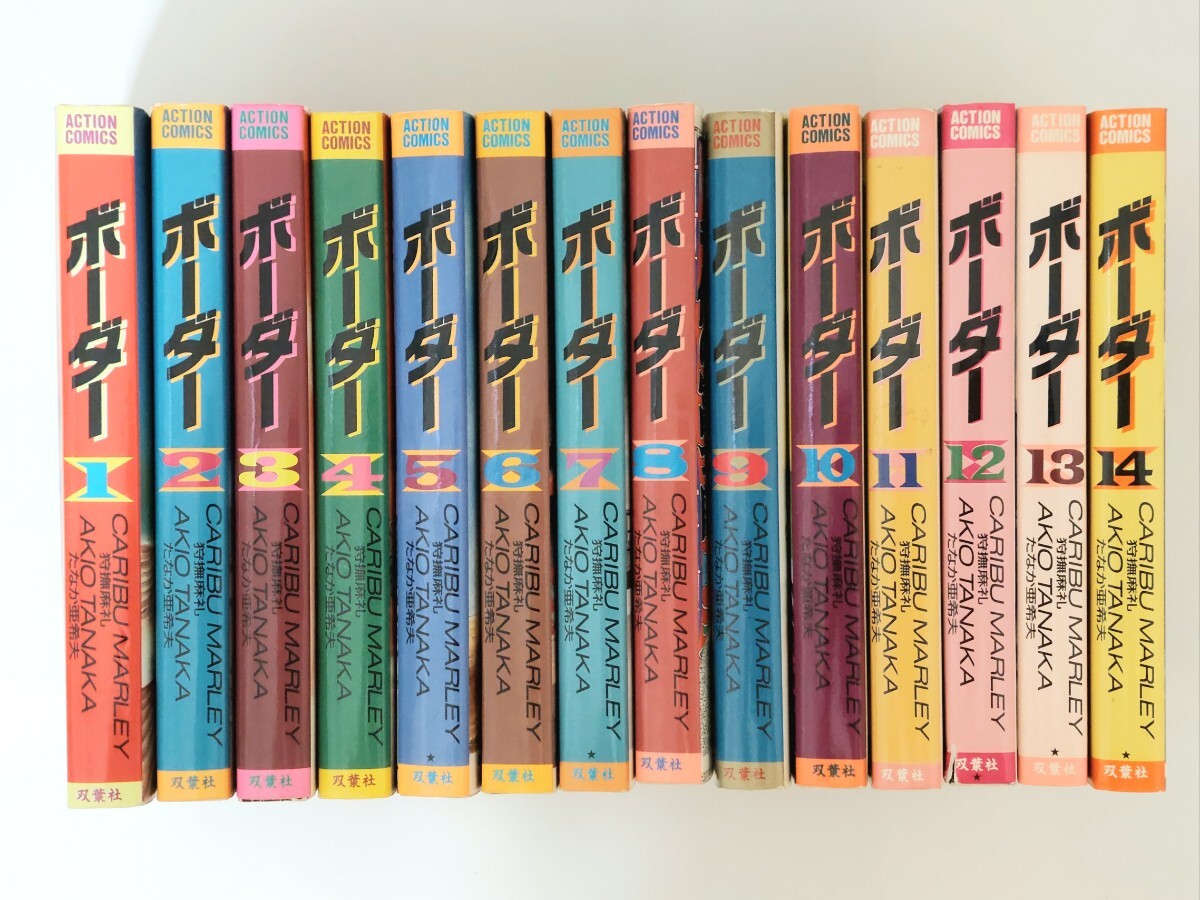 ACTION
COMICS
ボーダー
1
CARIBU MARLEY
狩撫麻礼
AKIO TANAKA
たなか亜希夫
双葉社
ACTION
COMICS
ボーダー
2
CARIBU MARLEY
狩撫麻礼
AKIO TANAKA
たなか亜希夫
双葉社
ACTION
COMICS
ボーダー
3
CARIBU MARLEY
狩撫麻礼
AKIO TANAKA
たなか亜希夫
双葉社
ACTION
COMICS
ボーダー
4
CARIBU MARLEY
狩撫麻礼
AKIO TANAKA
たなか亜希夫
双葉社
ACTION
COMICS
ボーダー
5
CARIBU MARLEY
狩撫麻礼
AKIO TANAKA
たなか亜希夫
★
双葉社
ACTION
COMICS
ボーダー
6
CARIBU MARLEY
狩撫麻礼
AKIO TANAKA
たなか亜希夫
双葉社
ACTION
COMICS
ボーダー
7
CARIBU MARLEY
狩撫麻礼
AKIO TANAKA
たなか亜希夫
★
双葉社
ACTION
COMICS
ボーダー
8
CARIBU MARLEY
狩撫麻礼
AKIO TANAKA
たなか亜希夫
双葉社
ACTION
COMICS
ボーダー
9
CARIBU MARLEY
狩撫麻礼
AKIO TANAKA
たなか亜希夫
双葉社
ACTION
COMICS
ボーダー
10
CARIBU MARLEY
狩撫麻礼
AKIO TANAKA
たなか亜希夫
双葉社
ACTION
COMICS
ボーダー
11
CARIBU MARLEY
狩撫麻礼
AKIO TANAKA
たなか亜希夫
双葉社
ACTION
COMICS
ボーダー
12
CARIBU MARLEY
狩撫麻礼
AKIO TANAKA
たなか亜希夫
双葉社
★
ACTION
COMICS
ボーダー
13
CARIBU MARLEY
狩撫麻礼
AKIO TANAKA
たなか亜希夫
★
双葉社
ACTION
COMICS
ボーダー
14
CARIBU MARLEY
狩撫麻礼
AKIO TANAKA
たなか亜希夫
★
双葉社